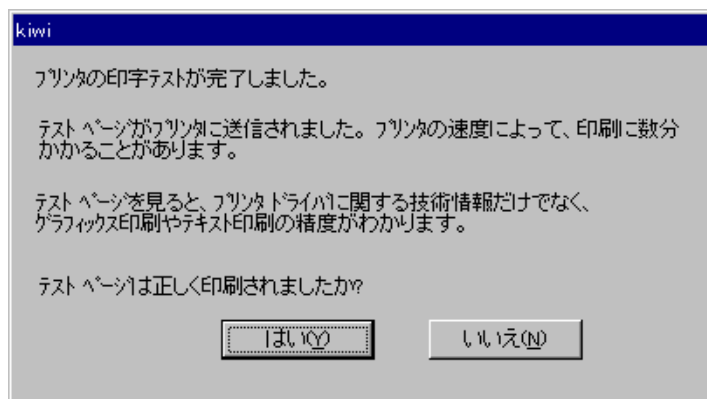 kiwi
プリンタの印字テストが完了しました。
テスト ページがプリンタに送信されました。プリンタの速度によって、印刷に数分
かかることがあります。
テスト ページを見ると、プリンタ ドライバに関する技術情報だけでなく、
グラフィックス印刷やテキスト印刷の精度がわかります。
テスト ページは正しく印刷されましたか?
はい(Y)
いいえ(N)